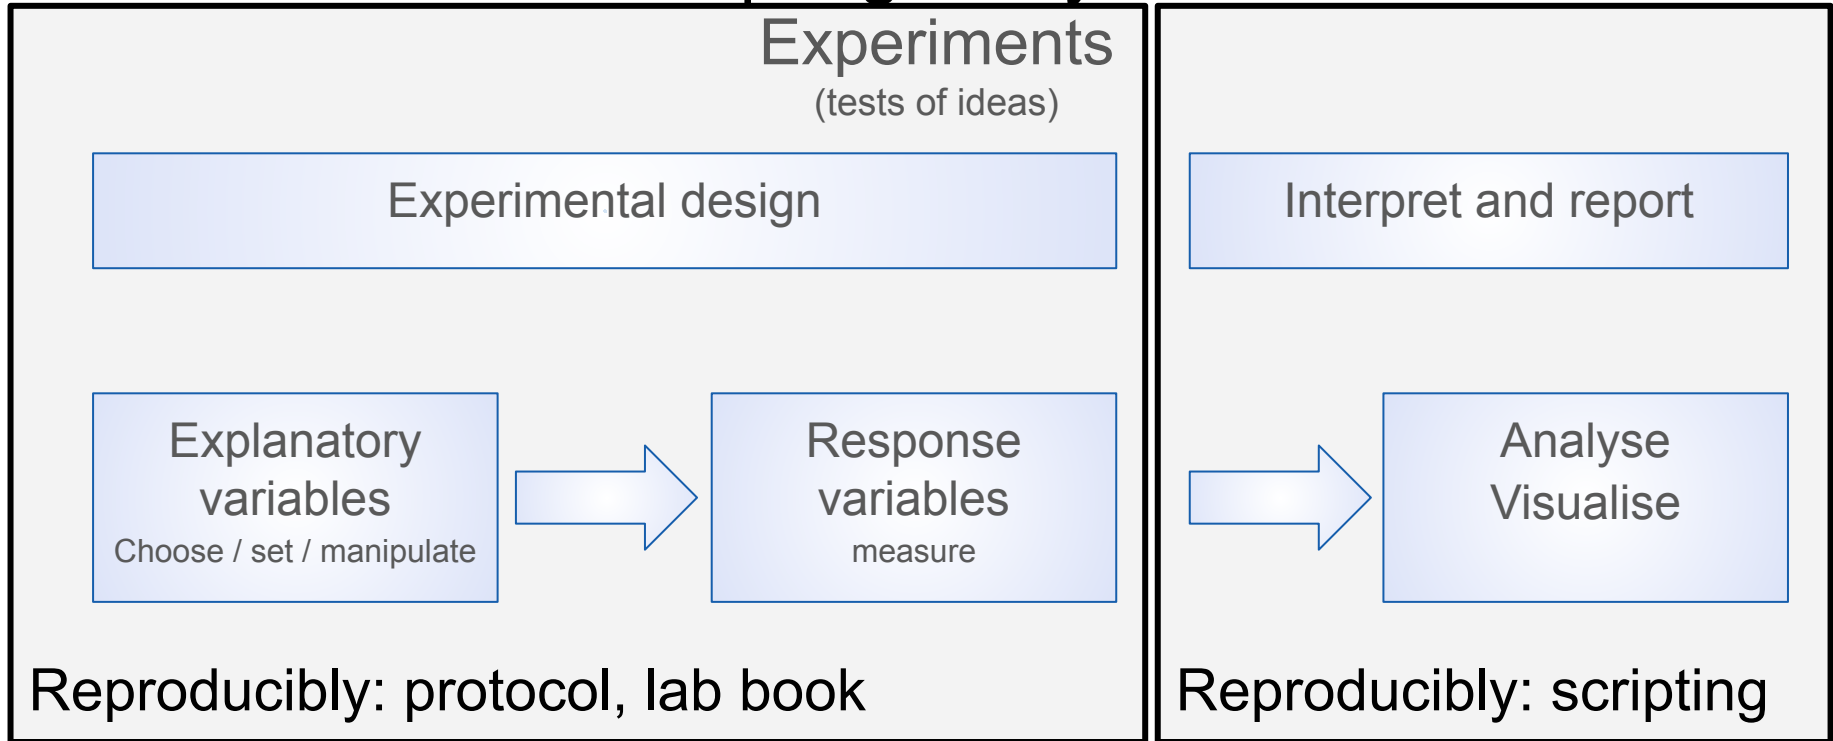 Experiments
(tests of ideas)
Experimental design
Interpret and report
Explanatory
variables
Choose / set / manipulate
Response
variables
measure
Analyse
Visualise
Reproducibly: protocol, lab book
Reproducibly: scripting